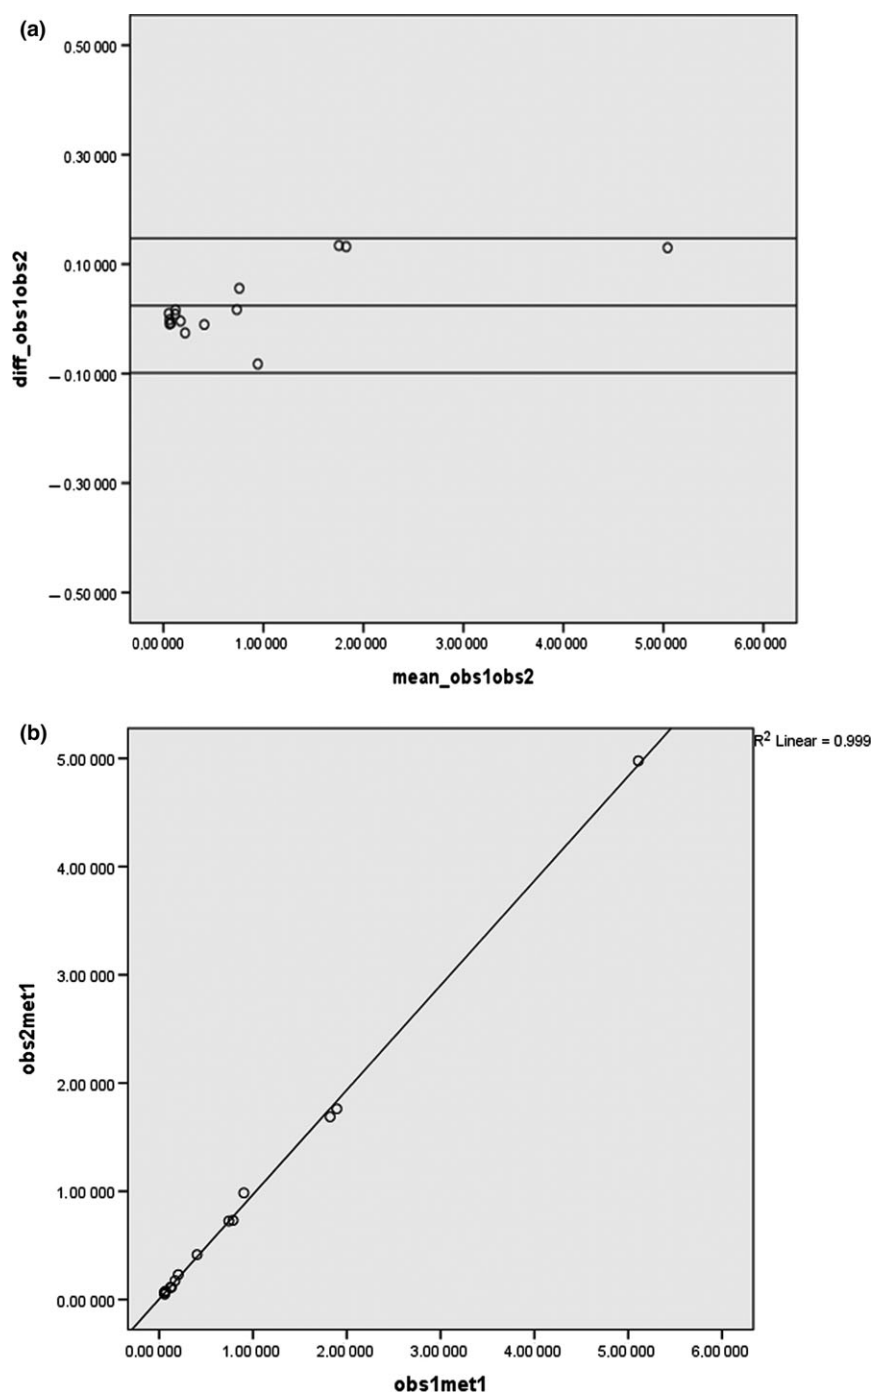 (a)
0.50 000
0.30 000
0.10 000
—0.10 000
—0.30 000
—0.50 000
diff_obs1obs2
0.00 000 1.00 000 2.00 000 3.00 000 4.00 000 5.00 000 6.00 000
mean_obs1obs2
(b)
R² Linear = 0.999
5.00 000
4.00 000
3.00 000
2.00 000
1.00 000
0.00 000
obs2met1
0.00 000 1.00 000 2.00 000 3.00 000 4.00 000 5.00 000 6.00 000
obs1met1